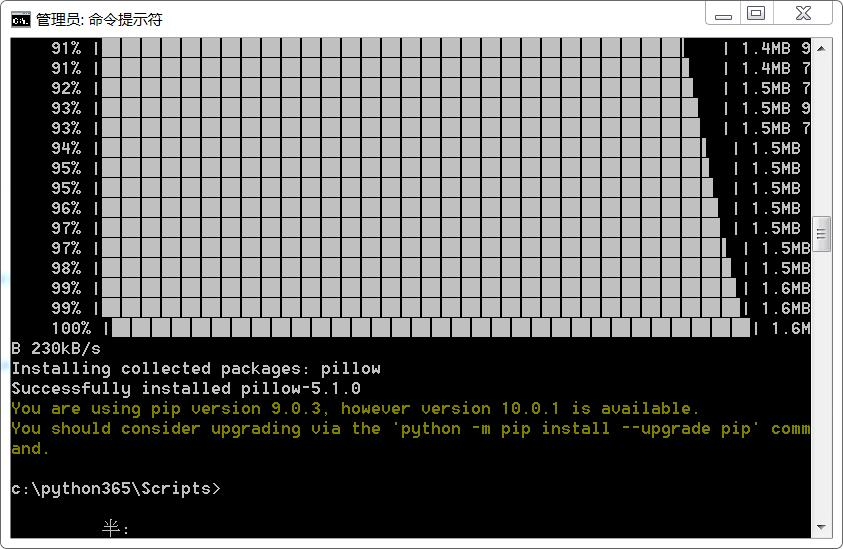 管理员: 命令提示符
91% | | 1.4MB 9
91% | | 1.4MB 7
92% | | 1.5MB 7
93% | | 1.5MB 9
93% | | 1.5MB 7
94% | | 1.5MB
95% | | 1.5MB
95% | | 1.5MB
96% | | 1.5MB
97% | | 1.5MB
97% | | 1.5MB
98% | | 1.5MB
99% | | 1.6MB
99% | | 1.6MB
100% | | 1.6M
B 230kB/s
Installing collected packages: pillow
Successfully installed pillow-5.1.0
You are using pip version 9.0.3, however version 10.0.1 is available.
You should consider upgrading via the 'python -m pip install --upgrade pip' comm
and.
c:\python365\Scripts>
半: